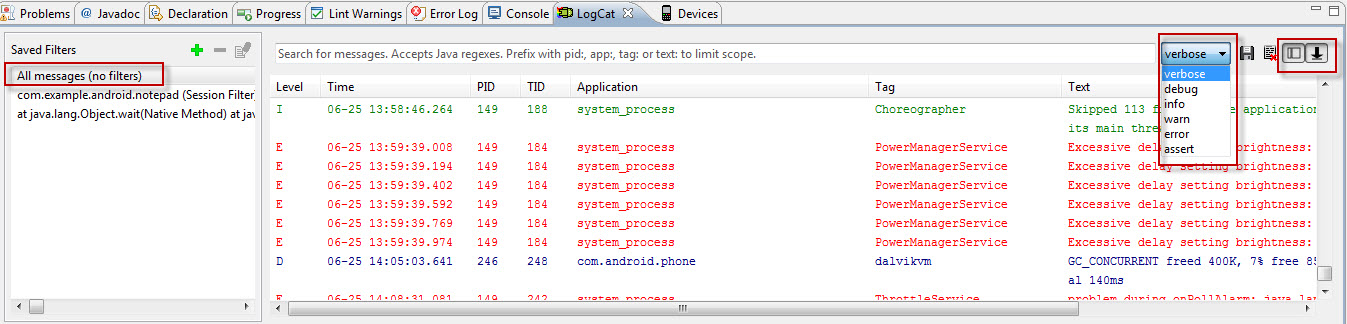 Problems @ Javadoc Declaration Progress Lint Warnings Error Log Console LogCat Devices
Saved Filters
All messages (no filters)
com.example.android.notepad (Session Filter)
at java.lang.Object.wait(Native Method) at jav
Search for messages. Accepts Java regexes. Prefix with pid:, app:, tag: or text: to limit scope.
verbose
verbose
debug
info
warn
error
assert
Level Time PID TID Application Tag Text
I 06-25 13:58:46.264 149 188 system_process Choreographer Skipped 113 f applicatio
its main thre
E 06-25 13:59:39.008 149 184 system_process PowerManagerService Excessive delay setting brightness:
E 06-25 13:59:39.194 149 184 system_process PowerManagerService Excessive delay setting brightness:
E 06-25 13:59:39.402 149 184 system_process PowerManagerService Excessive delay setting brightness:
E 06-25 13:59:39.592 149 184 system_process PowerManagerService Excessive delay setting brightness:
E 06-25 13:59:39.769 149 184 system_process PowerManagerService Excessive delay setting brightness:
E 06-25 13:59:39.974 149 184 system_process PowerManagerService Excessive delay setting brightness:
D 06-25 14:05:03.641 246 248 com.android.phone dalvikvm GC_CONCURRENT freed 400K, 7% free 85
al 140ms
E 06-25 14:08:31.081 149 242 system_process ThrottleService problem during onPollAlarm: java.lan